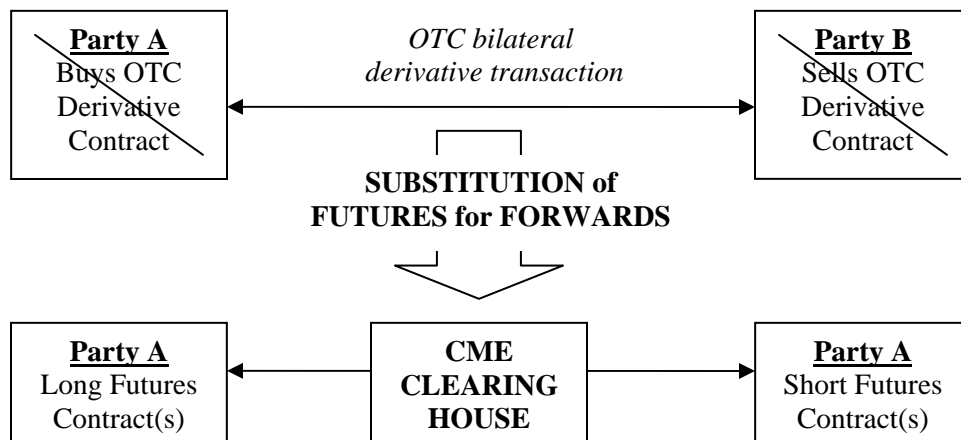 Party A
Buys OTC
Derivative
Contract
OTC bilateral
derivative transaction
Party B
Sells OTC
Derivative
Contract
SUBSTITUTION of
FUTURES for FORWARDS
Party A
Long Futures
Contract(s)
CME
CLEARING
HOUSE
Party A
Short Futures
Contract(s)